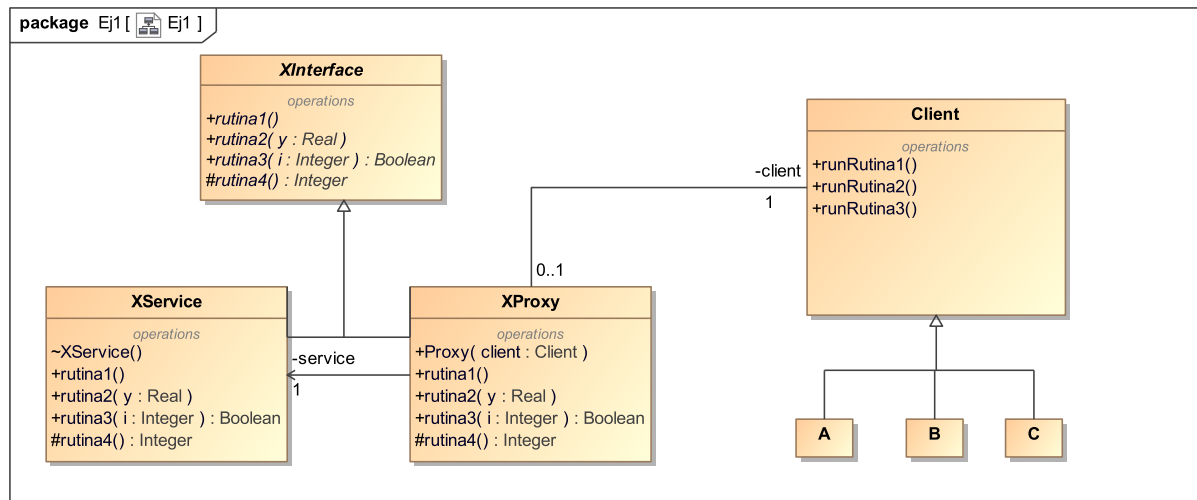 package Ej1 [ Ej1 ]
XInterface
operations
+rutina1()
+rutina2( y : Real )
+rutina3( i : Integer ) : Boolean
#rutina4() : Integer
Client
operations
+runRutina1()
+runRutina2()
+runRutina3()
-client
1
0..1
XService
operations
~XService()
+rutina1()
+rutina2( y : Real )
+rutina3( i : Integer ) : Boolean
#rutina4() : Integer
-service
1
XProxy
operations
+Proxy( client : Client )
+rutina1()
+rutina2( y : Real )
+rutina3( i : Integer ) : Boolean
#rutina4() : Integer
A
B
C